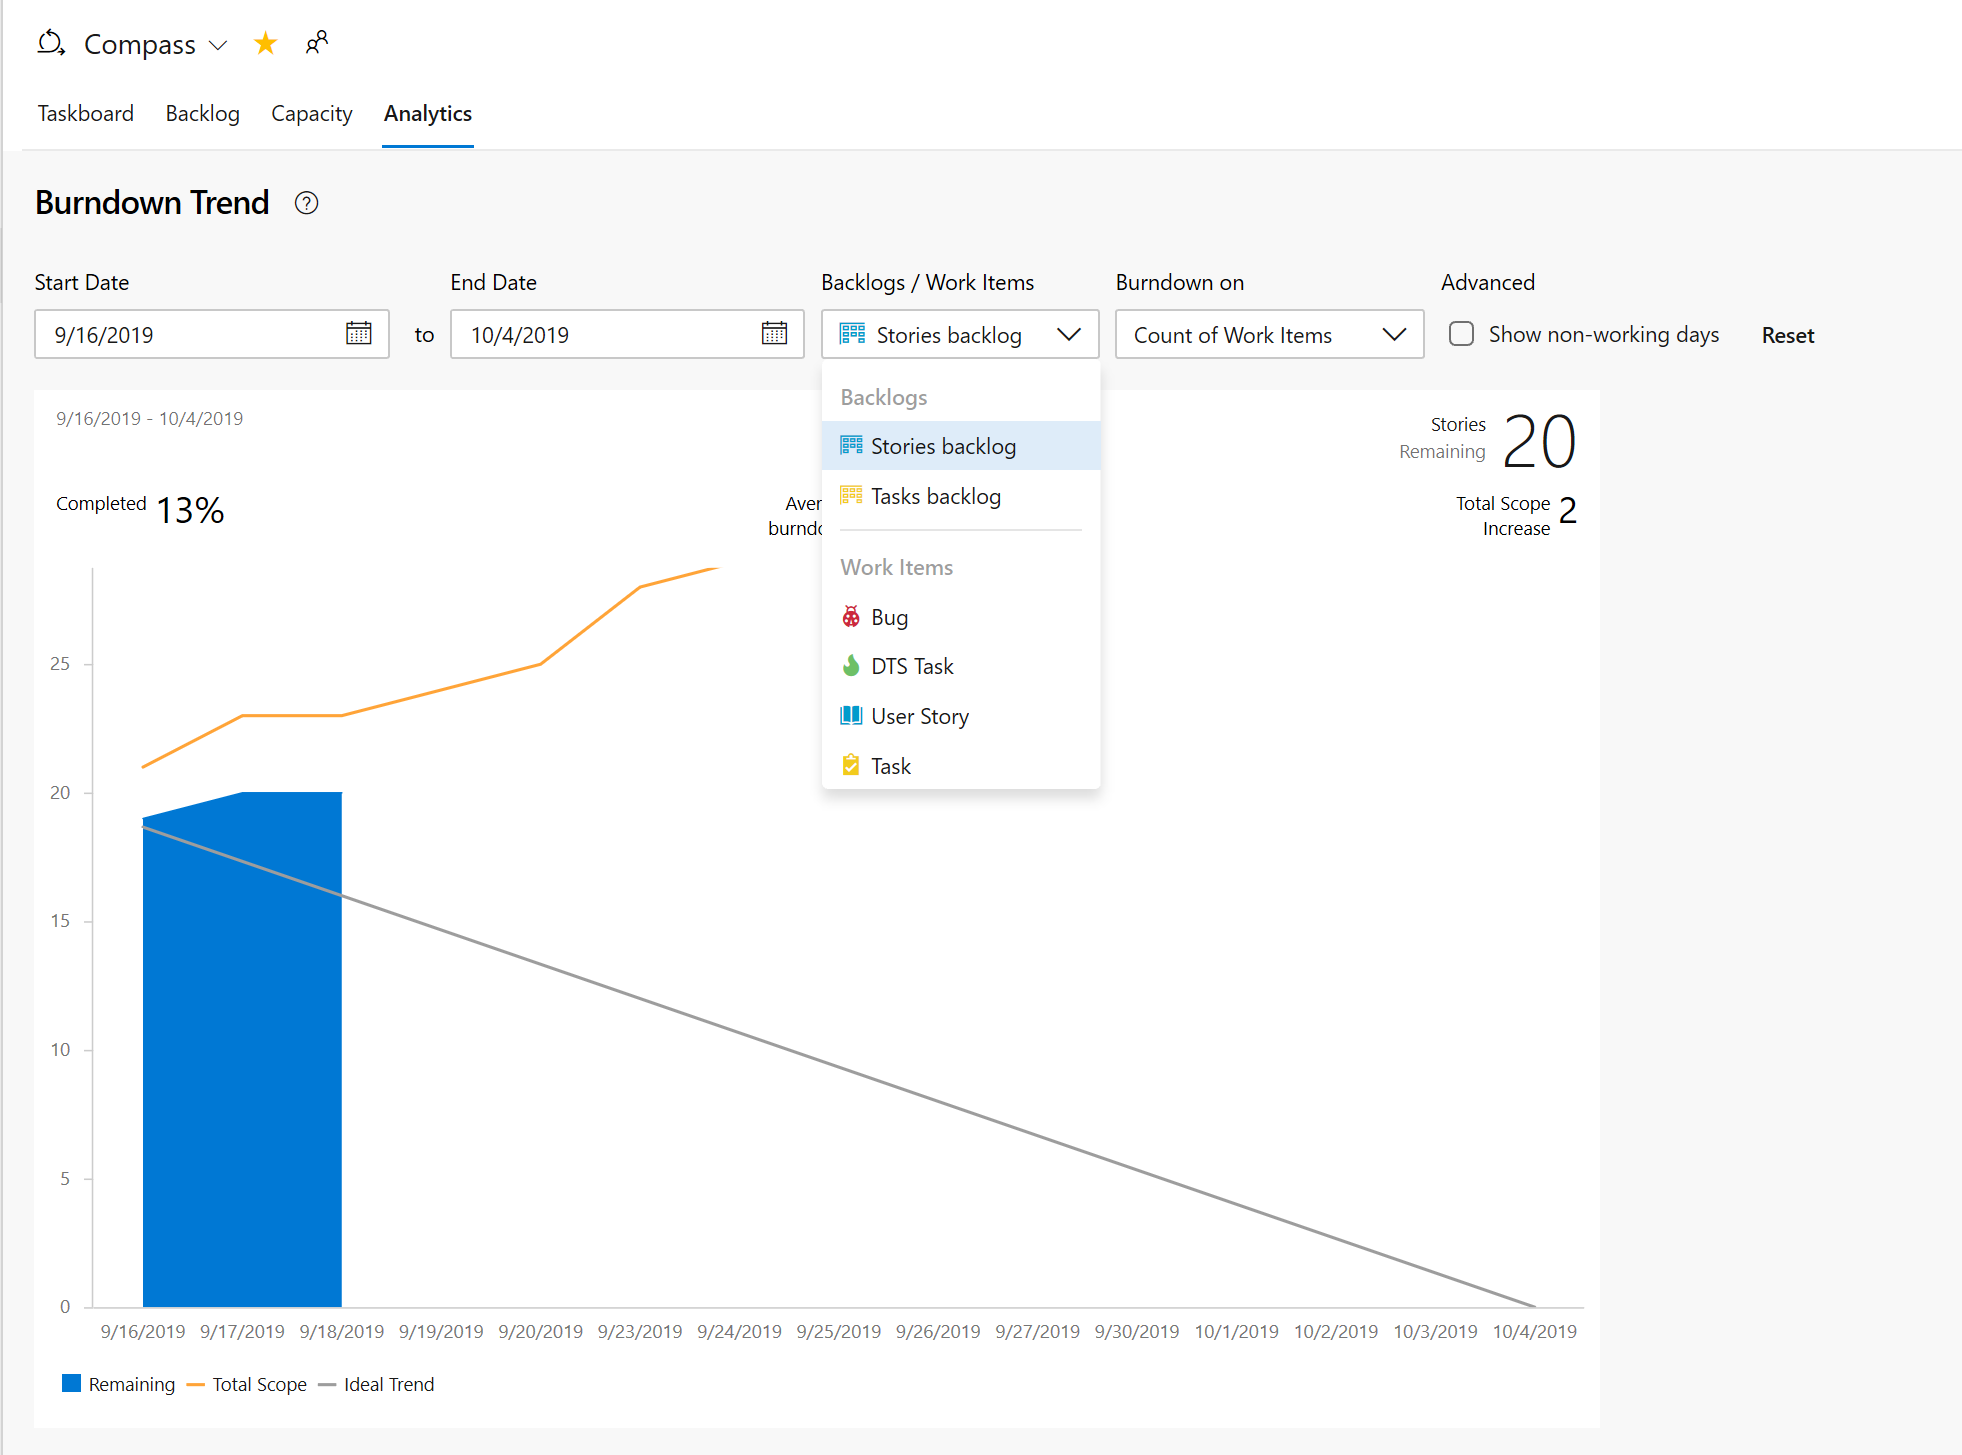 Compass
Taskboard Backlog Capacity Analytics
Burndown Trend ?
Start Date End Date Backlogs / Work Items Burndown on Advanced
9/16/2019 to 10/4/2019 Stories backlog Count of Work Items Show non-working days Reset
Backlogs
Stories backlog
Tasks backlog
Work Items
Bug
DTS Task
User Story
Task
9/16/2019 - 10/4/2019
Stories
Remaining 20
Completed 13%
Total Scope
Increase 2
25
20
15
10
5
0
9/16/2019 9/17/2019 9/18/2019 9/19/2019 9/20/2019 9/23/2019 9/24/2019 9/25/2019 9/26/2019 9/27/2019 9/30/2019 10/1/2019 10/2/2019 10/3/2019 10/4/2019
Remaining Total Scope Ideal Trend